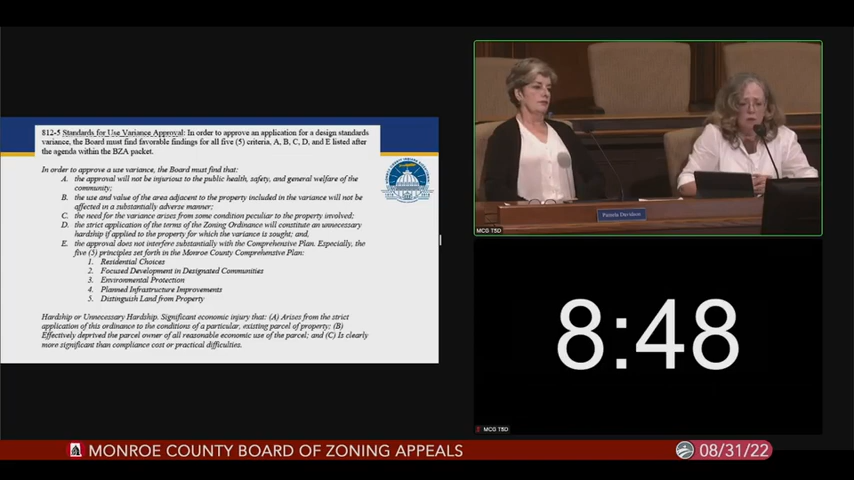 812-5 Standards for Use Variance Approval: In order to approve an application for a design standards
variance, the Board must find favorable findings for all five (5) criteria, A, B, C, D, and E listed after
the agenda within the BZA packet.
In order to approve a use variance, the Board must find that:
A. the approval will not be injurious to the public health, safety, and general welfare of the
community;
B. the use and value of the area adjacent to the property included in the variance will not be
affected in a substantially adverse manner;
C. the need for the variance arises from some condition peculiar to the property involved;
D. the strict application of the terms of the Zoning Ordinance will constitute an unnecessary
hardship if applied to the property for which the variance is sought; and,
E. the approval does not interfere substantially with the Comprehensive Plan. Especially, the
five (5) principles set forth in the Monroe County Comprehensive Plan:
1. Residential Choices
2. Focused Development in Designated Communities
3. Environmental Protection
4. Planned Infrastructure Improvements
5. Distinguish Land from Property
Hardship or Unnecessary Hardship. Significant economic injury that: (A) Arises from the strict
application of this ordinance to the conditions of a particular, existing parcel of property; (B)
Effectively deprived the parcel owner of all reasonable economic use of the parcel; and (C) Is clearly
more significant than compliance cost or practical difficulties.
Pamela Davidson
MCG TSD
8:48
MCG TSD
MONROE COUNTY BOARD OF ZONING APPEALS
08/31/22